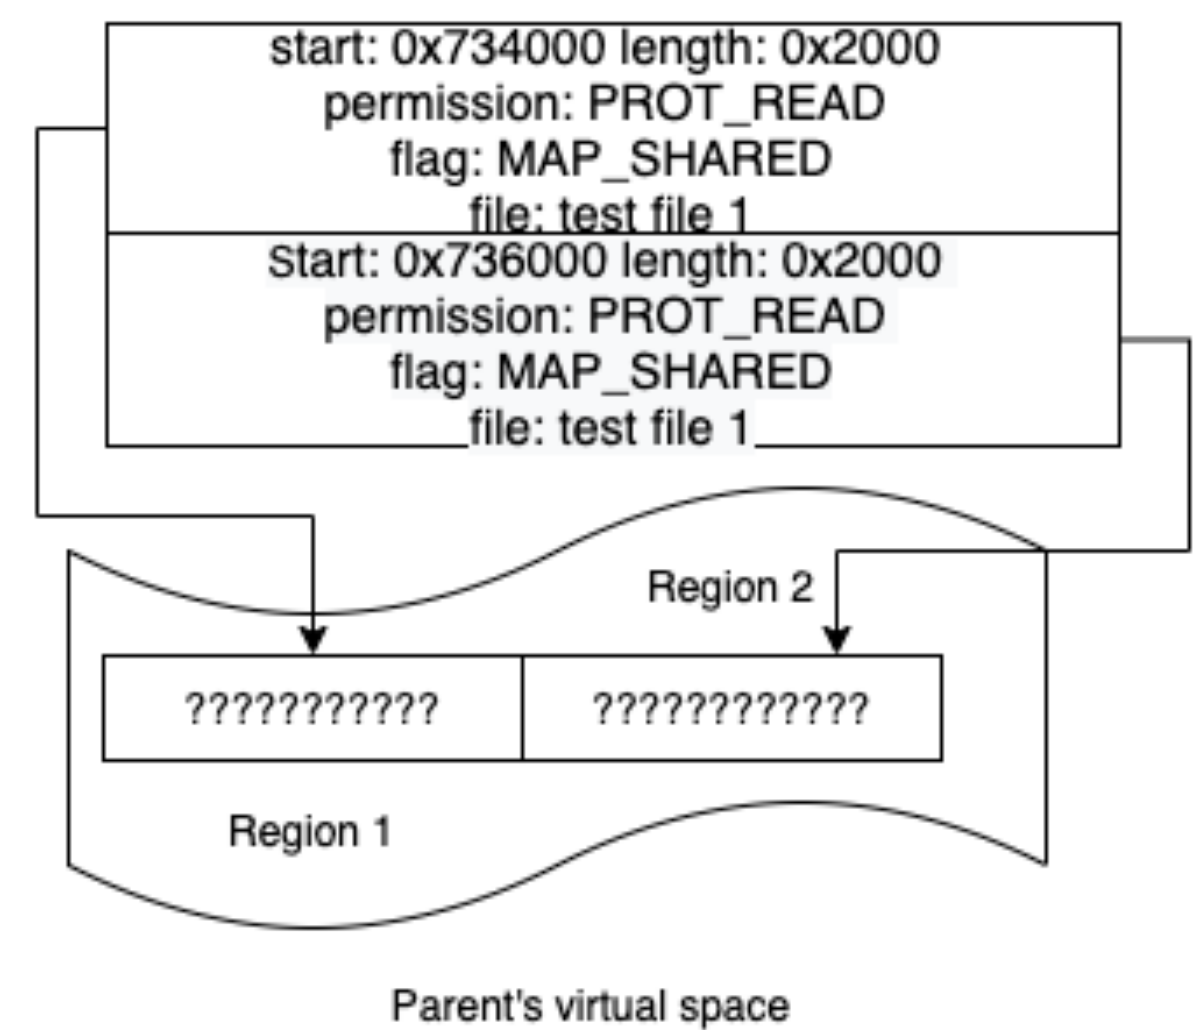 start: 0x734000 length: 0x2000
permission: PROT_READ
flag: MAP_SHARED
file: test file 1
Start: 0x736000 length: 0x2000
permission: PROT_READ
flag: MAP_SHARED
file: test file 1
Region 2
??????????? ????????????
Region 1
Parent's virtual space